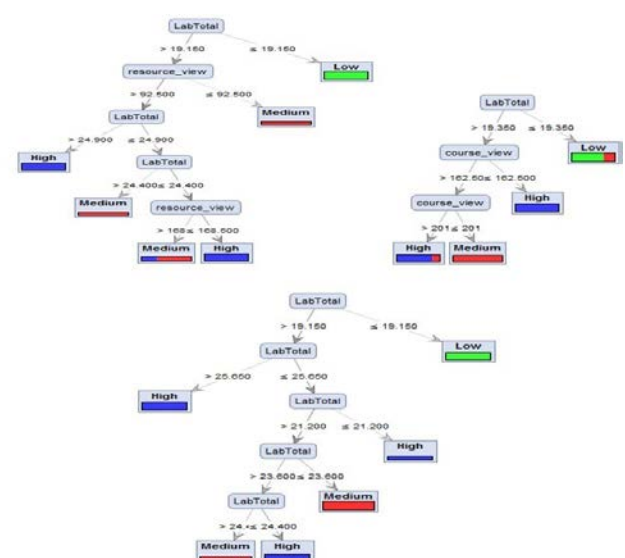 LabTotal
> 19.150 ≤ 19.150
resource_view Low
> 92.500 ≤ 92.500
LabTotal Medium
> 24.900 ≤ 24.900
High LabTotal
> 24.400 ≤ 24.400
Medium resource_view
> 168 ≤ 168.500
Medium High
LabTotal
> 19.350 ≤ 19.350
course_view Low
> 162.50 ≤ 162.500
course_view High
> 201 ≤ 201
High Medium
LabTotal
> 19.150 ≤ 19.150
LabTotal Low
> 25.650 ≤ 25.650
High LabTotal
> 21.200 ≤ 21.200
LabTotal High
> 23.600 ≤ 23.600
LabTotal Medium
> 24.4 ≤ 24.400
Medium High